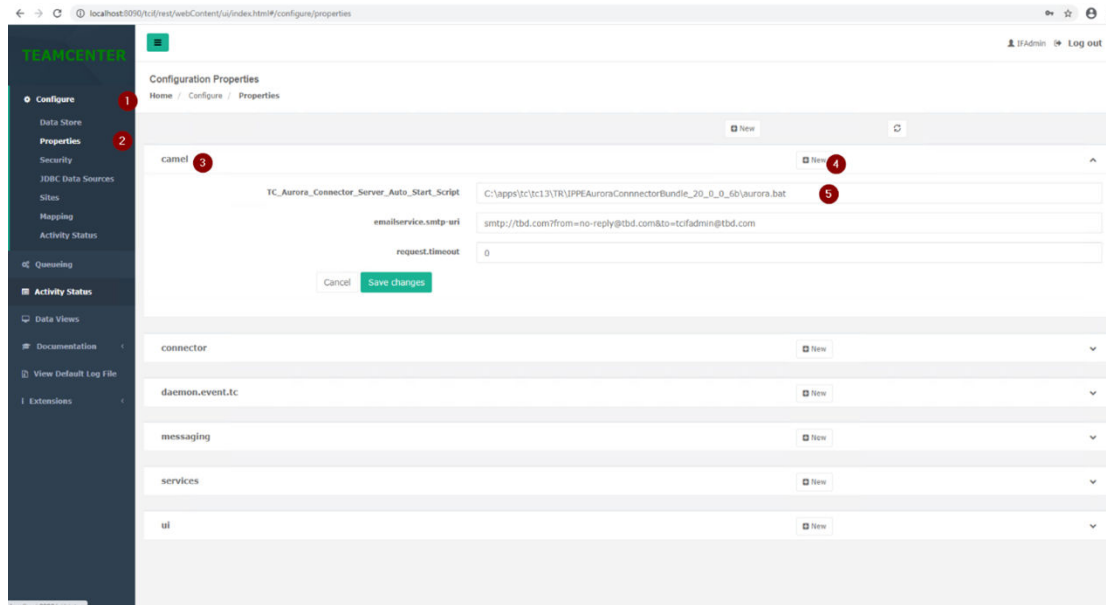 localhost:8090/tcif/rest/webContent/ui/index.html#/configure/properties
TEAMCENTER
IFAdmin Log out
Configuration Properties
Home / Configure / Properties
Configure 1
Data Store
Properties 2
Security
JDBC Data Sources
Sites
Mapping
Activity Status
Queueing
Activity Status
Data Views
Documentation
View Default Log File
Extensions
New
camel 3 New 4
TC_Aurora_Connector_Server_Auto_Start_Script C:\apps\tc\tc13\TR\IPPEAuroraConnnectorBundle_20_0_0_6b\aurora.bat 5
emailservice.smtp-uri smtp://tbd.com?from=no-reply@tbd.com&to=tcifadmin@tbd.com
request.timeout 0
Cancel Save changes
connector New
daemon.event.tc New
messaging New
services New
ui New